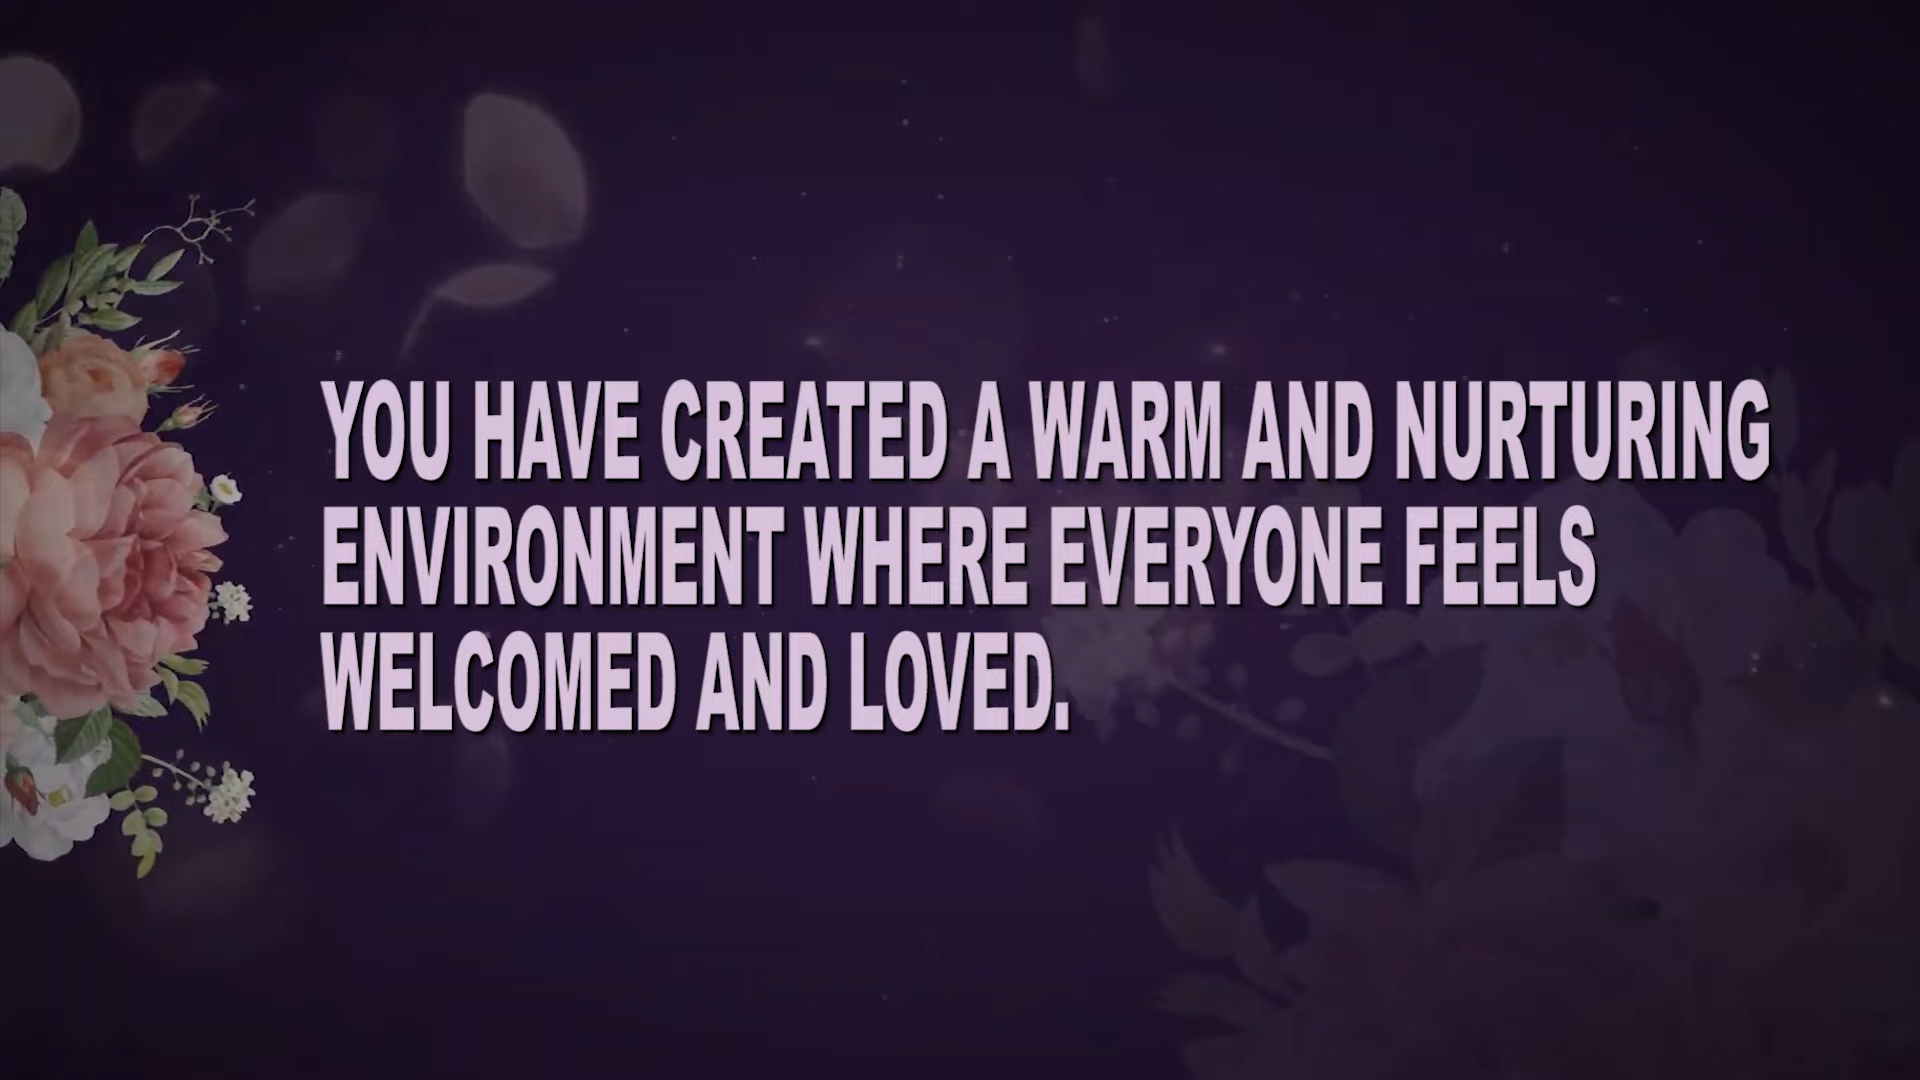 YOU HAVE CREATED A WARM AND NURTURING
ENVIRONMENT WHERE EVERYONE FEELS
WELCOMED AND LOVED.